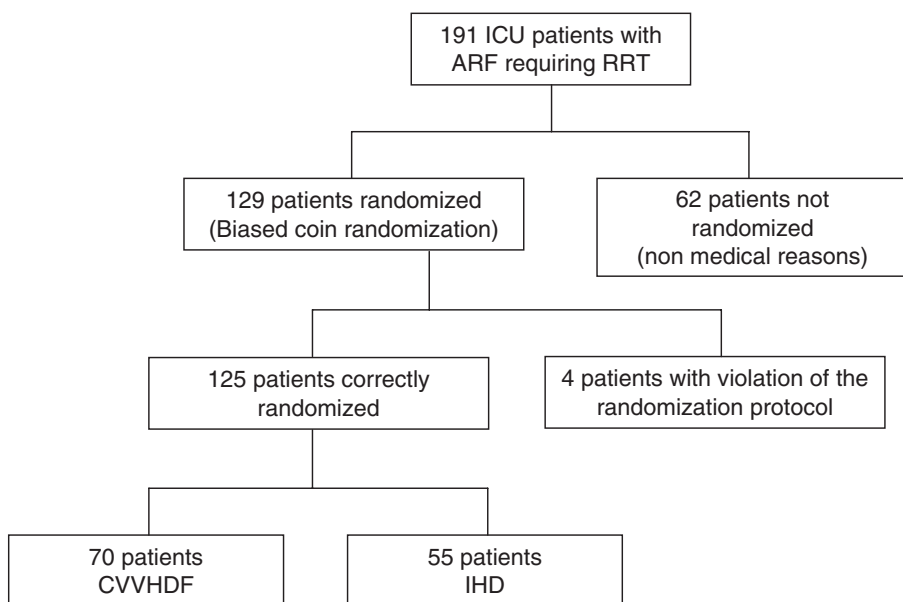 191 ICU patients with
ARF requiring RRT
129 patients randomized
(Biased coin randomization)
62 patients not
randomized
(non medical reasons)
125 patients correctly
randomized
4 patients with violation of the
randomization protocol
70 patients
CVVHDF
55 patients
IHD